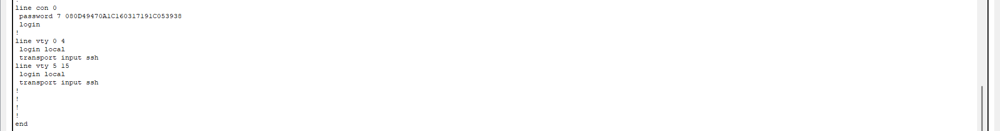 !
line con 0
 password 7 080D49470A1C160317191C053938
 login
!
line vty 0 4
 login local
 transport input ssh
line vty 5 15
 login local
 transport input ssh
!
!
!
!
end